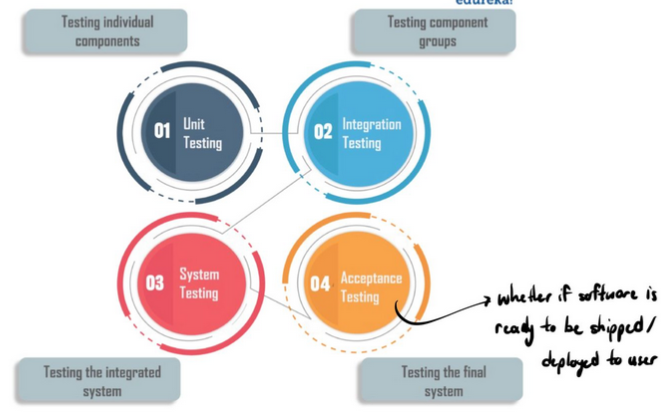 edureka!
Testing individual
components
Testing component
groups
01
Unit
Testing
02
Integration
Testing
03
System
Testing
04
Acceptance
Testing
whether if software is
ready to be shipped/
deployed to user
Testing the integrated
system
Testing the final
system